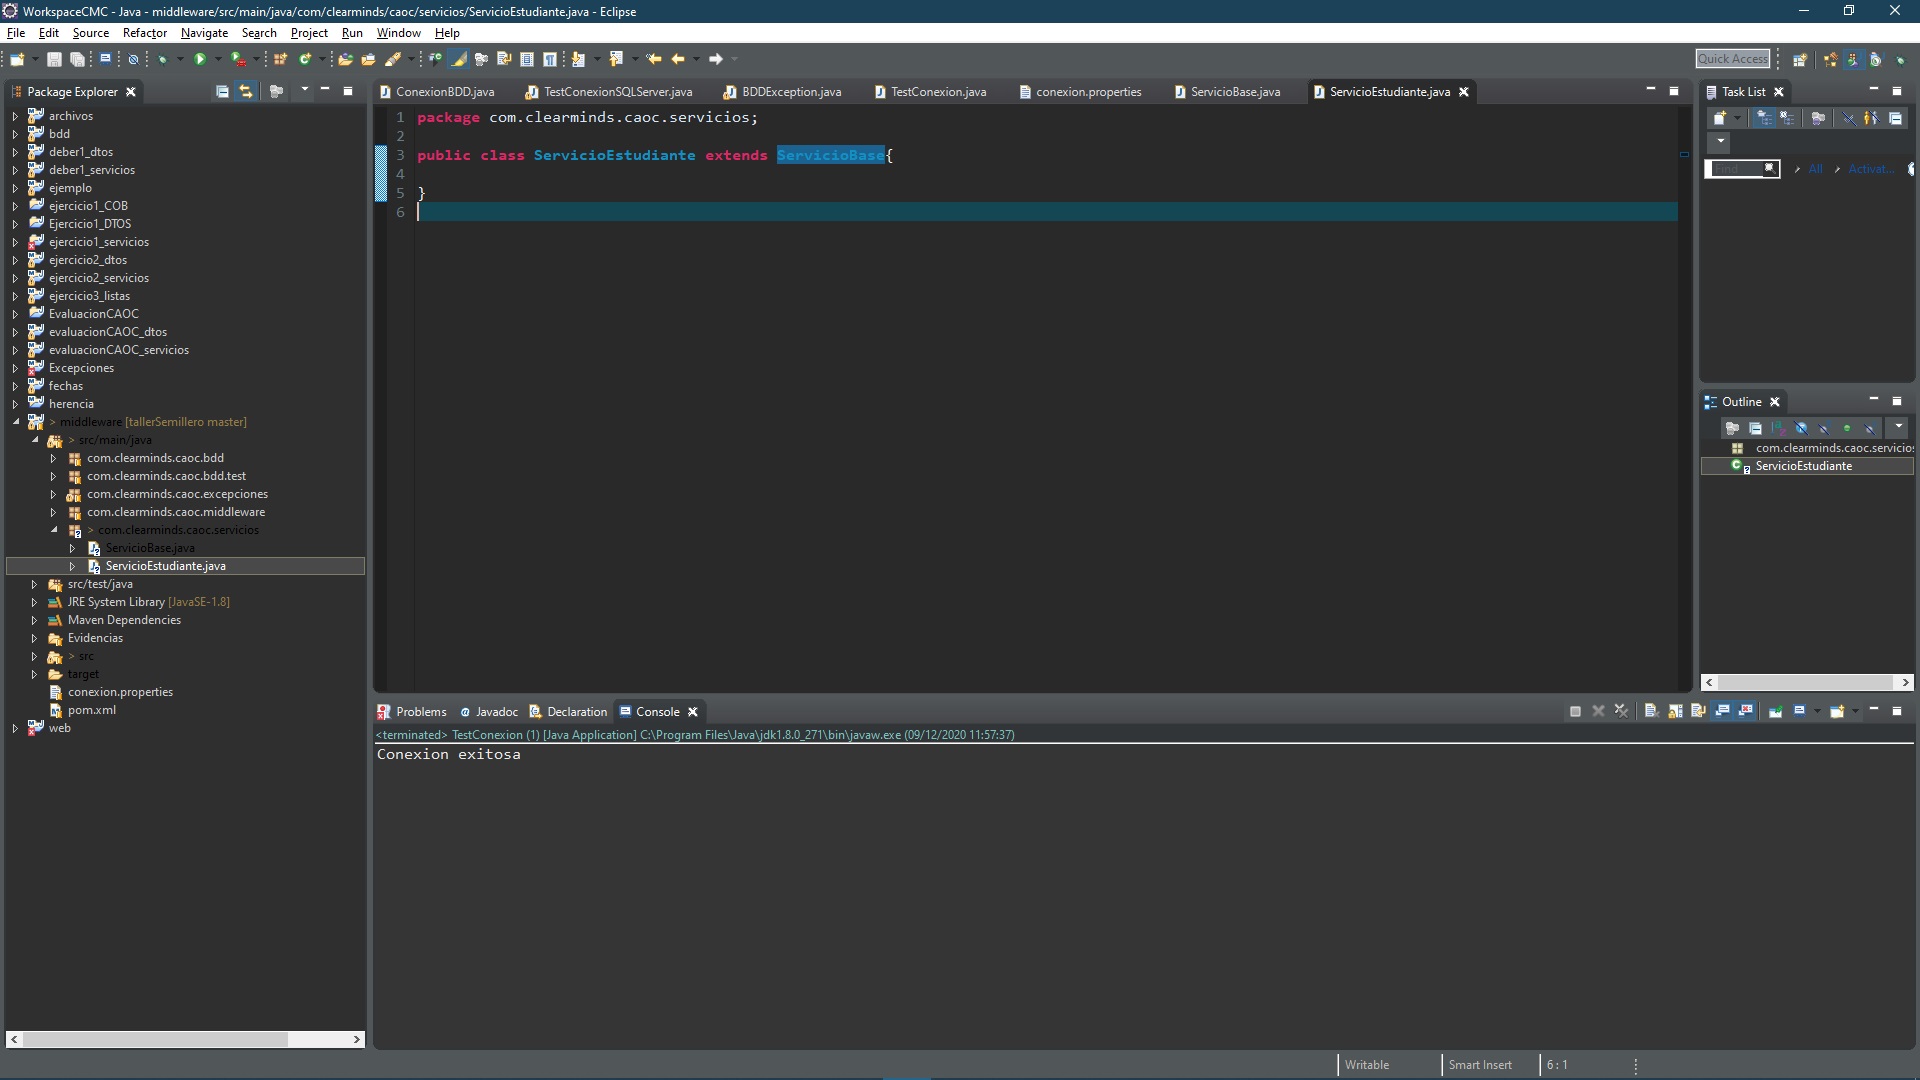 WorkspaceCMC - Java - middleware/src/main/java/com/clearminds/caoc/servicios/ServicioEstudiante.java - Eclipse
File Edit Source Refactor Navigate Search Project Run Window Help
Quick Access
Package Explorer
archivos
bdd
deber1_dtos
deber1_servicios
ejemplo
ejercicio1_COB
Ejercicio1_DTOS
ejercicio1_servicios
ejercicio2_dtos
ejercicio2_servicios
ejercicio3_listas
EvaluacionCAOC
evaluacionCAOC_dtos
evaluacionCAOC_servicios
Excepciones
fechas
herencia
> middleware [tallerSemillero master]
> src/main/java
com.clearminds.caoc.bdd
com.clearminds.caoc.bdd.test
com.clearminds.caoc.excepciones
com.clearminds.caoc.middleware
> com.clearminds.caoc.servicios
ServicioBase.java
ServicioEstudiante.java
src/test/java
JRE System Library [JavaSE-1.8]
Maven Dependencies
Evidencias
> src
target
conexion.properties
pom.xml
web
ConexionBDD.java TestConexionSQLServer.java BDDException.java TestConexion.java conexion.properties ServicioBase.java ServicioEstudiante.java
1 package com.clearminds.caoc.servicios;
2
3 public class ServicioEstudiante extends ServicioBase{
4
5 }
6
Problems Javadoc Declaration Console
<terminated> TestConexion (1) [Java Application] C:\Program Files\Java\jdk1.8.0_271\bin\javaw.exe (09/12/2020 11:57:37)
Conexion exitosa
Task List
Find All Activat...
Outline
com.clearminds.caoc.servicios
ServicioEstudiante
Writable Smart Insert 6 : 1